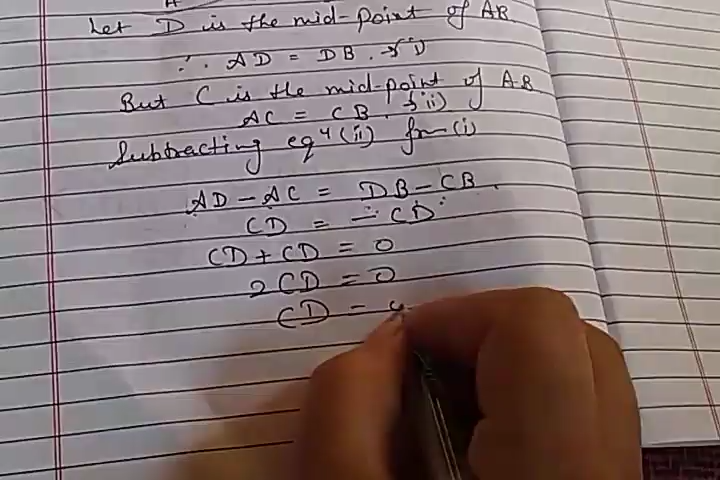 A
Let D is the mid-point of AB
∴ AD = DB. → (i)
But C is the mid-point of AB
AC = CB. → (ii)
Subtracting eqⁿ (ii) from (i)
AD - AC = DB - CB.
CD = - CD
CD + CD = 0
2CD = 0
CD =